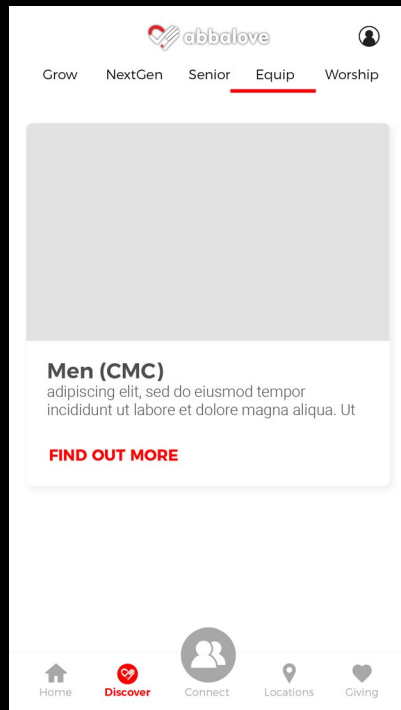 abbalove
Grow NextGen Senior Equip Worship
Men (CMC)
adipiscing elit, sed do eiusmod tempor
incididunt ut labore et dolore magna aliqua. Ut
FIND OUT MORE
Home Discover Connect Locations Giving